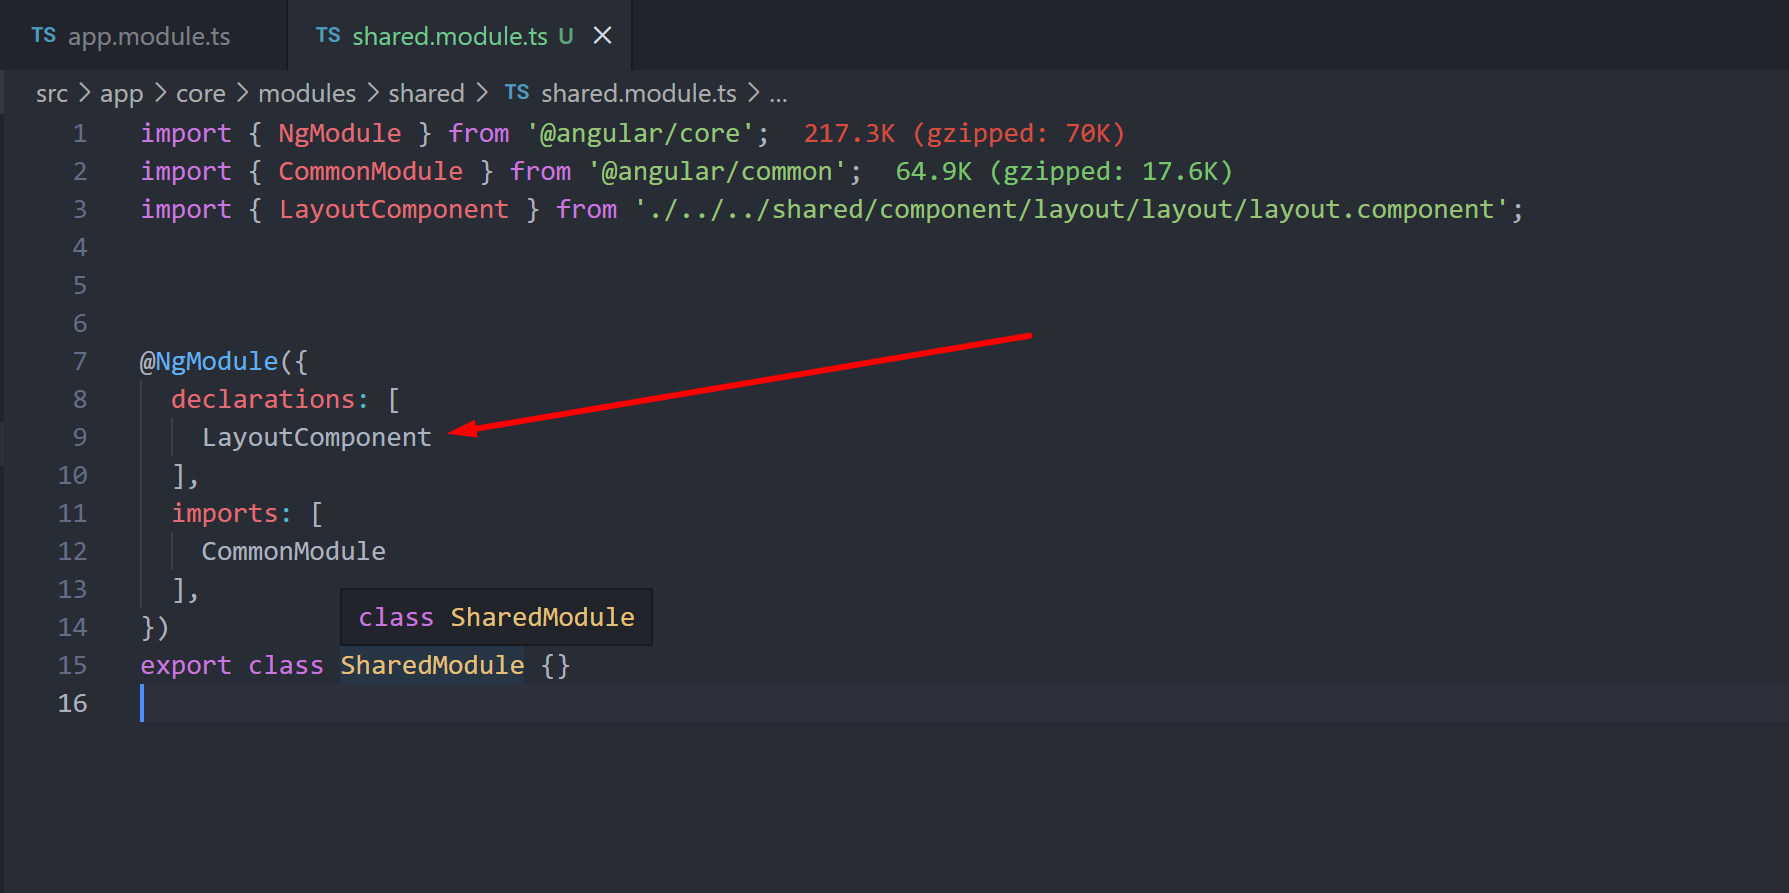 TS app.module.ts TS shared.module.ts U
src > app > core > modules > shared > TS shared.module.ts > ...
1 import { NgModule } from '@angular/core'; 217.3K (gzipped: 70K)
2 import { CommonModule } from '@angular/common'; 64.9K (gzipped: 17.6K)
3 import { LayoutComponent } from './../../shared/component/layout/layout/layout.component';
4
5
6
7 @NgModule({
8 declarations: [
9 LayoutComponent
10 ],
11 imports: [
12 CommonModule
13 ],
class SharedModule
14 })
15 export class SharedModule {}
16